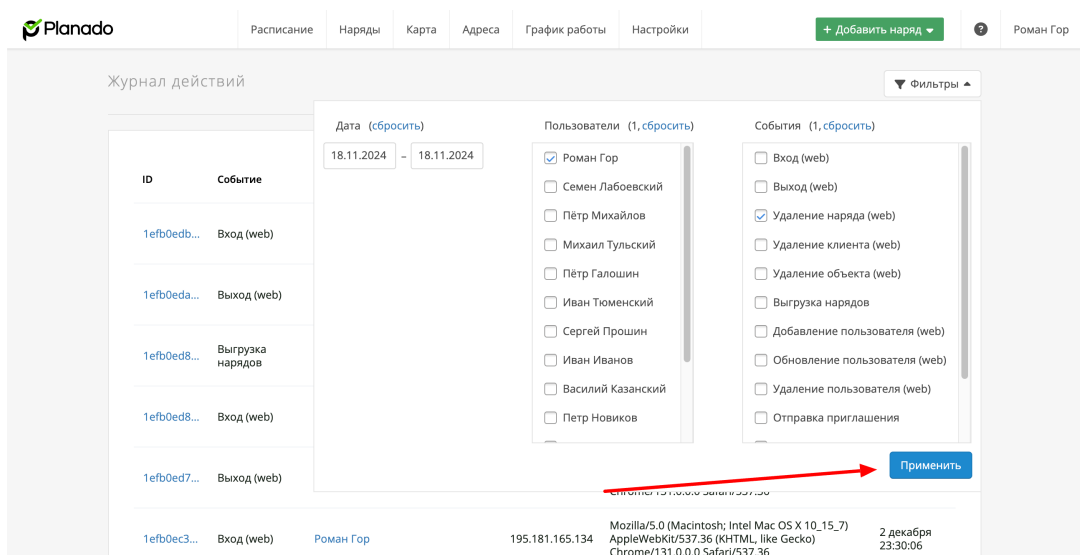 Planado
Расписание
Наряды
Карта
Адреса
График работы
Настройки
+ Добавить наряд
?
Роман Гор
Журнал действий
Фильтры
Дата (сбросить)
18.11.2024 – 18.11.2024
Пользователи (1, сбросить)
Роман Гор
Семен Лабоевский
Пётр Михайлов
Михаил Тульский
Пётр Галошин
Иван Тюменский
Сергей Прошин
Иван Иванов
Василий Казанский
Петр Новиков
События (1, сбросить)
Вход (web)
Выход (web)
Удаление наряда (web)
Удаление клиента (web)
Удаление объекта (web)
Выгрузка нарядов
Добавление пользователя (web)
Обновление пользователя (web)
Удаление пользователя (web)
Отправка приглашения
Применить
ID Событие
1efb0edb... Вход (web)
1efb0eda... Выход (web)
1efb0ed8... Выгрузка
нарядов
1efb0ed8... Вход (web)
1efb0ed7... Выход (web)
Chrome/131.0.0.0 Safari/537.36
1efb0ec3... Вход (web) Роман Гор 195.181.165.134
Mozilla/5.0 (Macintosh; Intel Mac OS X 10_15_7)
AppleWebKit/537.36 (KHTML, like Gecko)
Chrome/131.0.0.0 Safari/537.36
2 декабря
23:30:06